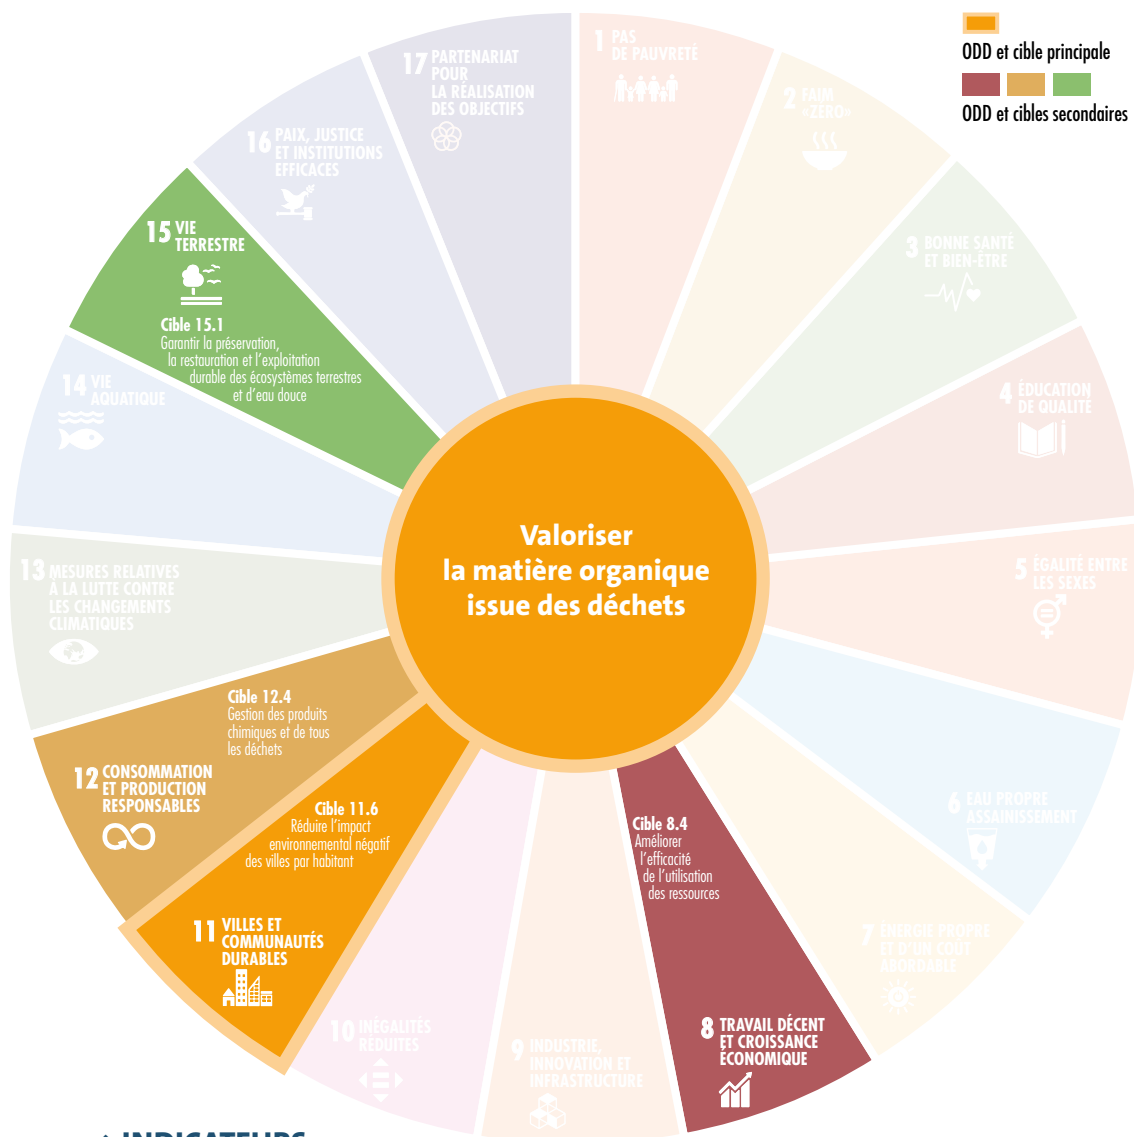 ODD et cible principale
ODD et cibles secondaires
1 PAS
DE PAUVRETÉ
2 FAIM
«ZÉRO»
3 BONNE SANTÉ
ET BIEN-ÊTRE
4 ÉDUCATION
DE QUALITÉ
5 ÉGALITÉ ENTRE
LES SEXES
6 EAU PROPRE
ASSAINISSEMENT
7 ÉNERGIE PROPRE
ET D'UN COÛT
ABORDABLE
8 TRAVAIL DÉCENT
ET CROISSANCE
ÉCONOMIQUE
Cible 8.4
Améliorer
l'efficacité
de l'utilisation
des ressources
9 INDUSTRIE,
INNOVATION ET
INFRASTRUCTURE
10 INÉGALITÉS
RÉDUITES
11 VILLES ET
COMMUNAUTÉS
DURABLES
Cible 11.6
Réduire l'impact
environnemental négatif
des villes par habitant
12 CONSOMMATION
ET PRODUCTION
RESPONSABLES
Cible 12.4
Gestion des produits
chimiques et de tous
les déchets
13 MESURES RELATIVES
À LA LUTTE CONTRE
LES CHANGEMENTS
CLIMATIQUES
14 VIE
AQUATIQUE
15 VIE
TERRESTRE
Cible 15.1
Garantir la préservation,
la restauration et l'exploitation
durable des écosystèmes terrestres
et d'eau douce
16 PAIX, JUSTICE
ET INSTITUTIONS
EFFICACES
17 PARTENARIAT
POUR
LA RÉALISATION
DES OBJECTIFS
Valoriser
la matière organique
issue des déchets
INDICATEURS